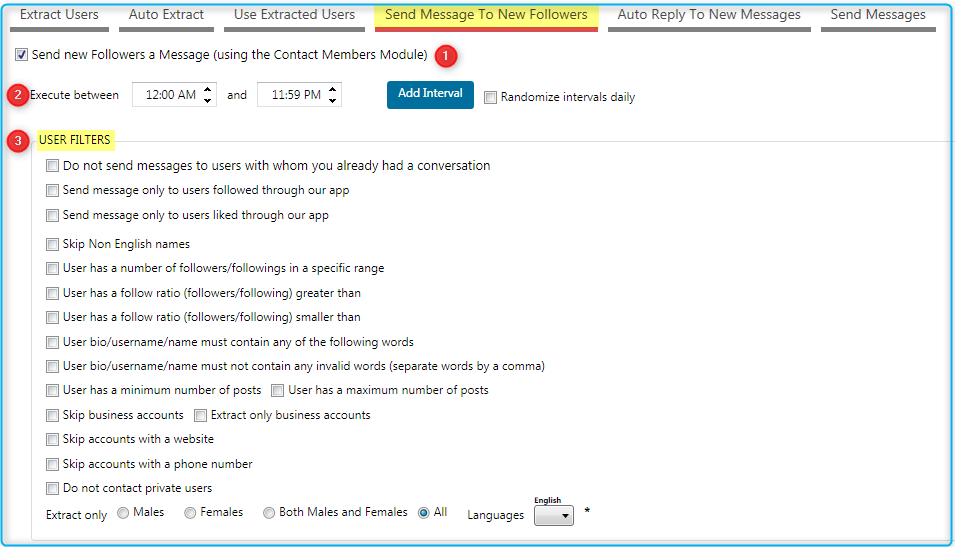 Extract Users Auto Extract Use Extracted Users Send Message To New Followers Auto Reply To New Messages Send Messages
Send new Followers a Message (using the Contact Members Module) 1
2 Execute between 12:00 AM and 11:59 PM Add Interval Randomize intervals daily
3 USER FILTERS
Do not send messages to users with whom you already had a conversation
Send message only to users followed through our app
Send message only to users liked through our app
Skip Non English names
User has a number of followers/followings in a specific range
User has a follow ratio (followers/following) greater than
User has a follow ratio (followers/following) smaller than
User bio/username/name must contain any of the following words
User bio/username/name must not contain any invalid words (separate words by a comma)
User has a minimum number of posts User has a maximum number of posts
Skip business accounts Extract only business accounts
Skip accounts with a website
Skip accounts with a phone number
Do not contact private users
English
Extract only Males Females Both Males and Females All Languages *